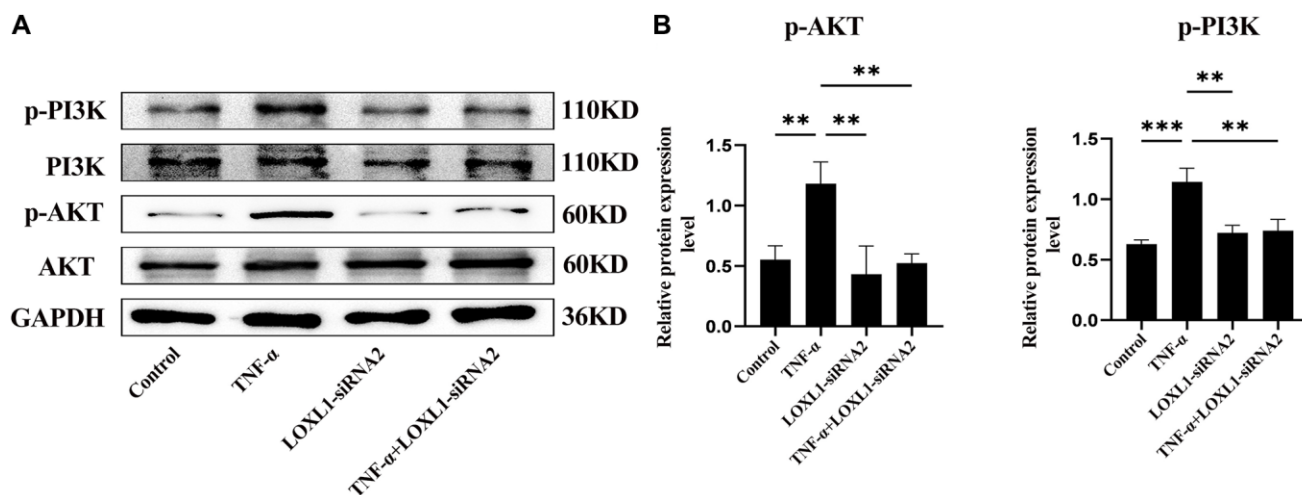 A
p-PI3K
110KD
PI3K
110KD
p-AKT
60KD
AKT
60KD
GAPDH
36KD
Control
TNF-α
LOXL1-siRNA2
TNF-α+LOXL1-siRNA2
B
p-AKT
**
** **
Relative protein expression
level
1.5
1.0
0.5
0.0
Control
TNF-α
LOXL1-siRNA2
TNF-α+LOXL1-siRNA2
p-PI3K
**
*** **
Relative protein expression
level
1.5
1.0
0.5
0.0
Control
TNF-α
LOXL1-siRNA2
TNF-α+LOXL1-siRNA2